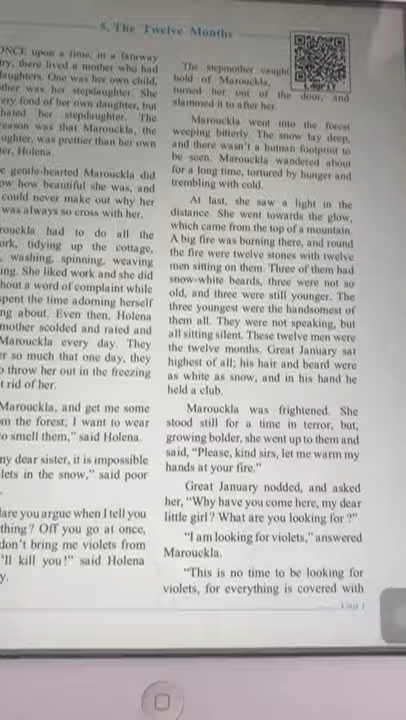 5. The Twelve Months
ONCE upon a time, in a faraway
there lived a mother who had
daughters. One was her own child,
was her stepdaughter. She
fond of her own daughter, but
hated her stepdaughter. The
reason was that Marouckla, the
was prettier than her own
Holena.
gentle-hearted Marouckla did
how beautiful she was, and
could never make out why her
was always so cross with her.
Marouckla had to do all the
tidying up the cottage,
washing, spinning, weaving
She liked work and she did
without a word of complaint while
spent the time adorning herself
about. Even then, Holena
mother scolded and rated and
Marouckla every day. They
so much that one day, they
throw her out in the freezing
rid of her.
Marouckla, and get me some
the forest; I want to wear
to smell them," said Holena.
my dear sister, it is impossible
in the snow," said poor
dare you argue when I tell you
thing? Off you go at once,
don't bring me violets from
'll kill you!" said Holena
The stepmother caught
hold of Marouckla,
turned her out of the door, and
slammed it to after her.
Marouckla went into the forest
weeping bitterly. The snow lay deep,
and there wasn't a human footprint to
be seen. Marouckla wandered about
for a long time, tortured by hunger and
trembling with cold.
At last, she saw a light in the
distance. She went towards the glow,
which came from the top of a mountain.
A big fire was burning there, and round
the fire were twelve stones with twelve
men sitting on them. Three of them had
snow-white beards, three were not so
old, and three were still younger. The
three youngest were the handsomest of
them all. They were not speaking, but
all sitting silent. These twelve men were
the twelve months. Great January sat
highest of all; his hair and beard were
as white as snow, and in his hand he
held a club.
Marouckla was frightened. She
stood still for a time in terror, but,
growing bolder, she went up to them and
said, "Please, kind sirs, let me warm my
hands at your fire."
Great January nodded, and asked
her, "Why have you come here, my dear
little girl? What are you looking for?"
"I am looking for violets," answered
Marouckla.
"This is no time to be looking for
violets, for everything is covered with
Unit 1